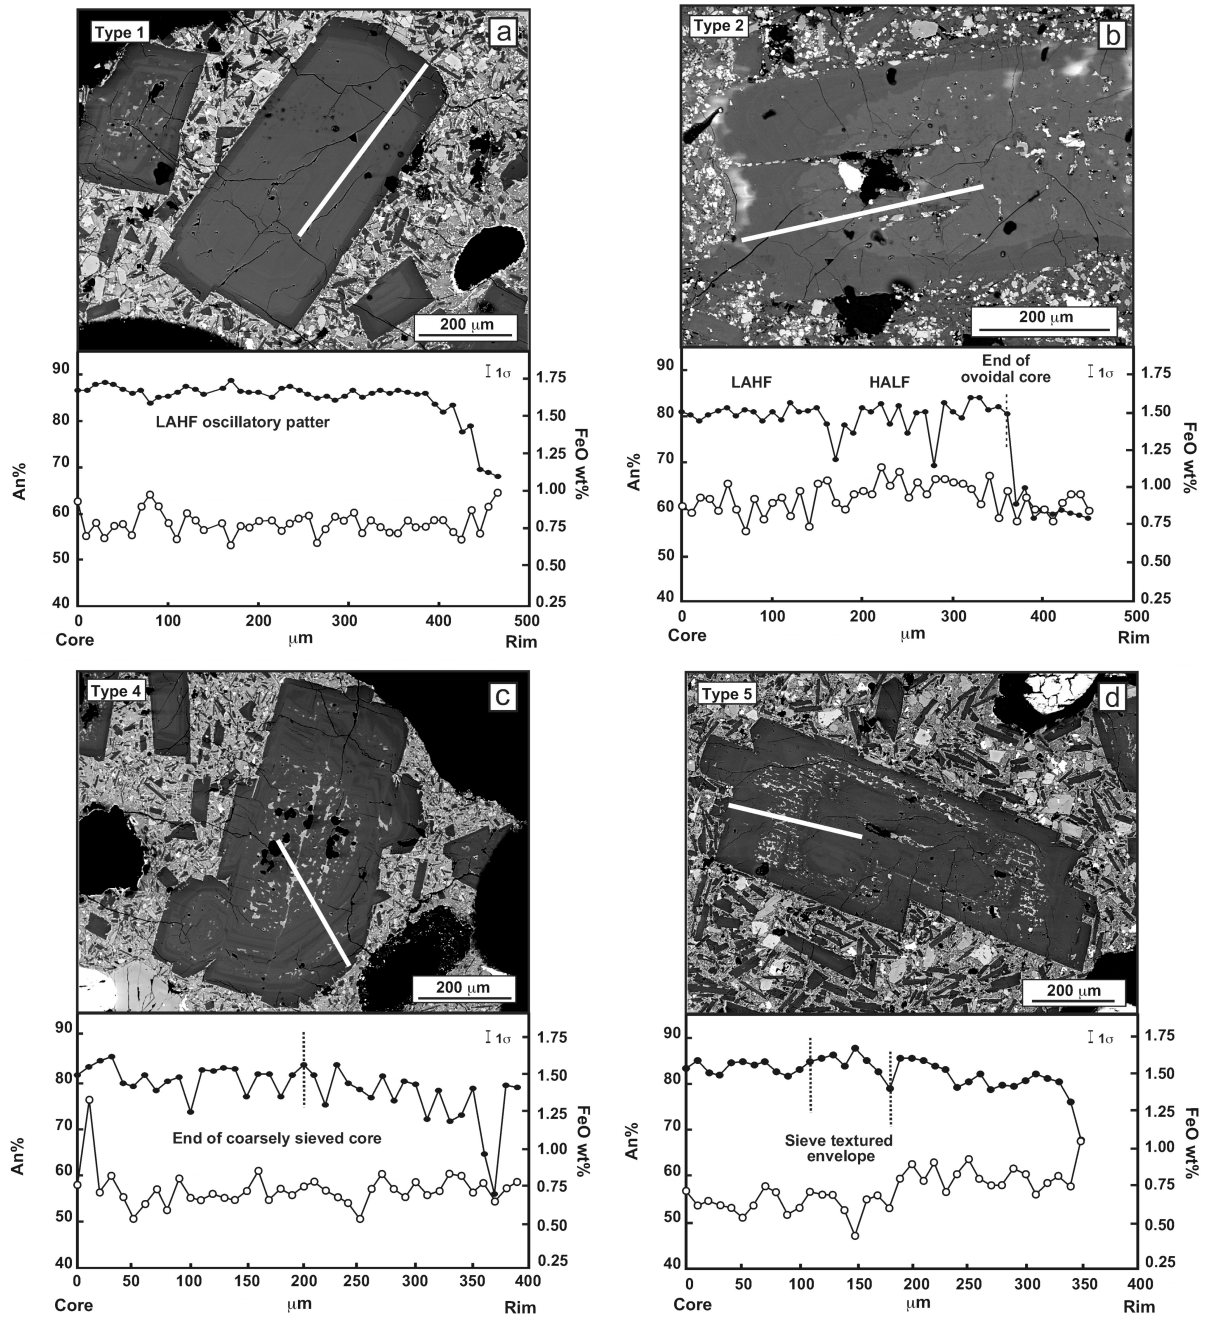 Type 1
a
200 μm
90
80
70
60
50
40
An%
1σ
1.75
1.50
1.25
1.00
0.75
0.50
0.25
FeO wt%
LAHF oscillatory patter
0
100
200
300
400
500
Core
μm
Rim
Type 2
b
200 μm
90
80
70
60
50
40
An%
LAHF
HALF
End of
ovoidal core
1σ
1.75
1.50
1.25
1.00
0.75
0.50
0.25
FeO wt%
0
100
200
300
400
500
Core
μm
Rim
Type 4
c
200 μm
90
80
70
60
50
40
An%
1σ
1.75
1.50
1.25
1.00
0.75
0.50
0.25
FeO wt%
End of coarsely sieved core
0
50
100
150
200
250
300
350
400
Core
μm
Rim
Type 5
d
200 μm
90
80
70
60
50
40
An%
1σ
1.75
1.50
1.25
1.00
0.75
0.50
0.25
FeO wt%
Sieve textured
envelope
0
50
100
150
200
250
300
350
400
Core
μm
Rim